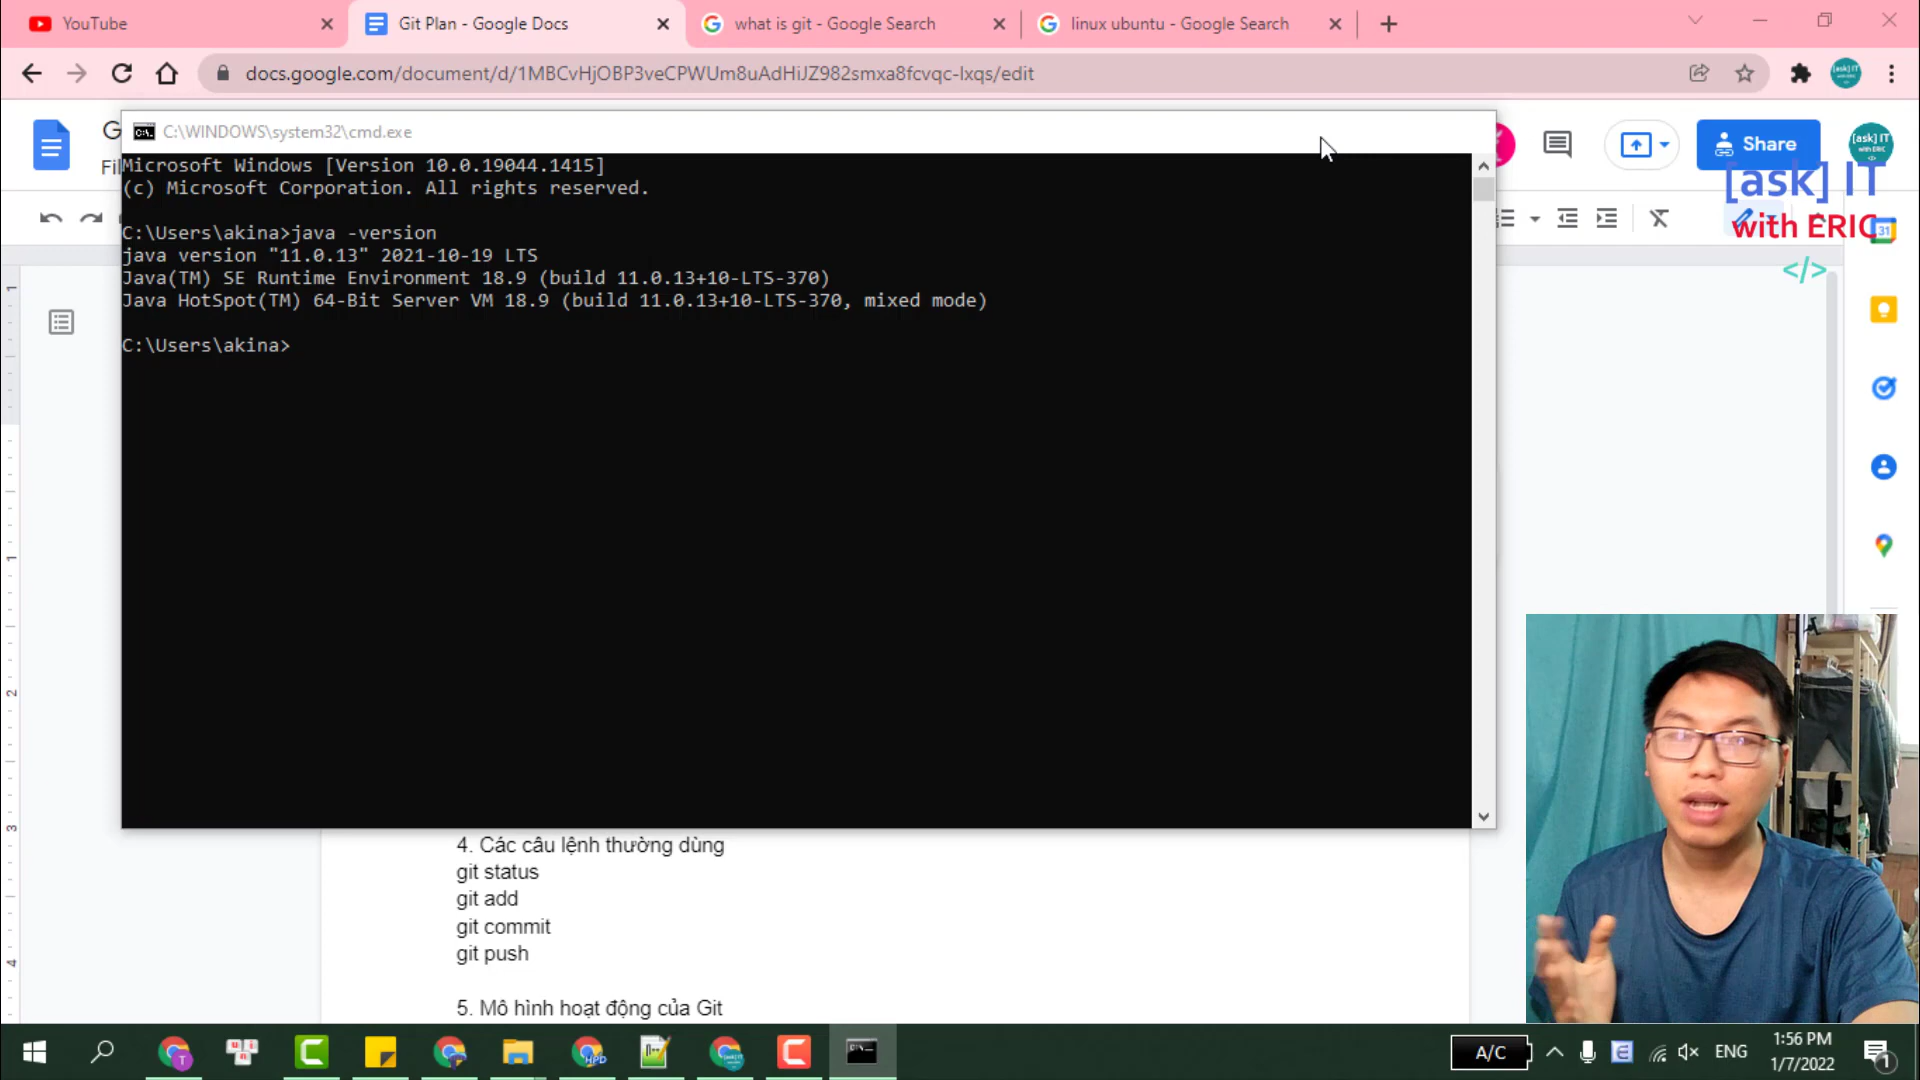 YouTube
Git Plan - Google Docs
what is git - Google Search
linux ubuntu - Google Search
docs.google.com/document/d/1MBCvHjOBP3veCPWUm8uAdHiJZ982smxa8fcvqc-lxqs/edit
C:\WINDOWS\system32\cmd.exe
Share
[ask] IT
with ERIC
</>
Microsoft Windows [Version 10.0.19044.1415]
(c) Microsoft Corporation. All rights reserved.
C:\Users\akina>java -version
java version "11.0.13" 2021-10-19 LTS
Java(TM) SE Runtime Environment 18.9 (build 11.0.13+10-LTS-370)
Java HotSpot(TM) 64-Bit Server VM 18.9 (build 11.0.13+10-LTS-370, mixed mode)
C:\Users\akina>
4. Các câu lệnh thường dùng
git status
git add
git commit
git push
5. Mô hình hoạt động của Git
A/C
ENG
1:56 PM
1/7/2022